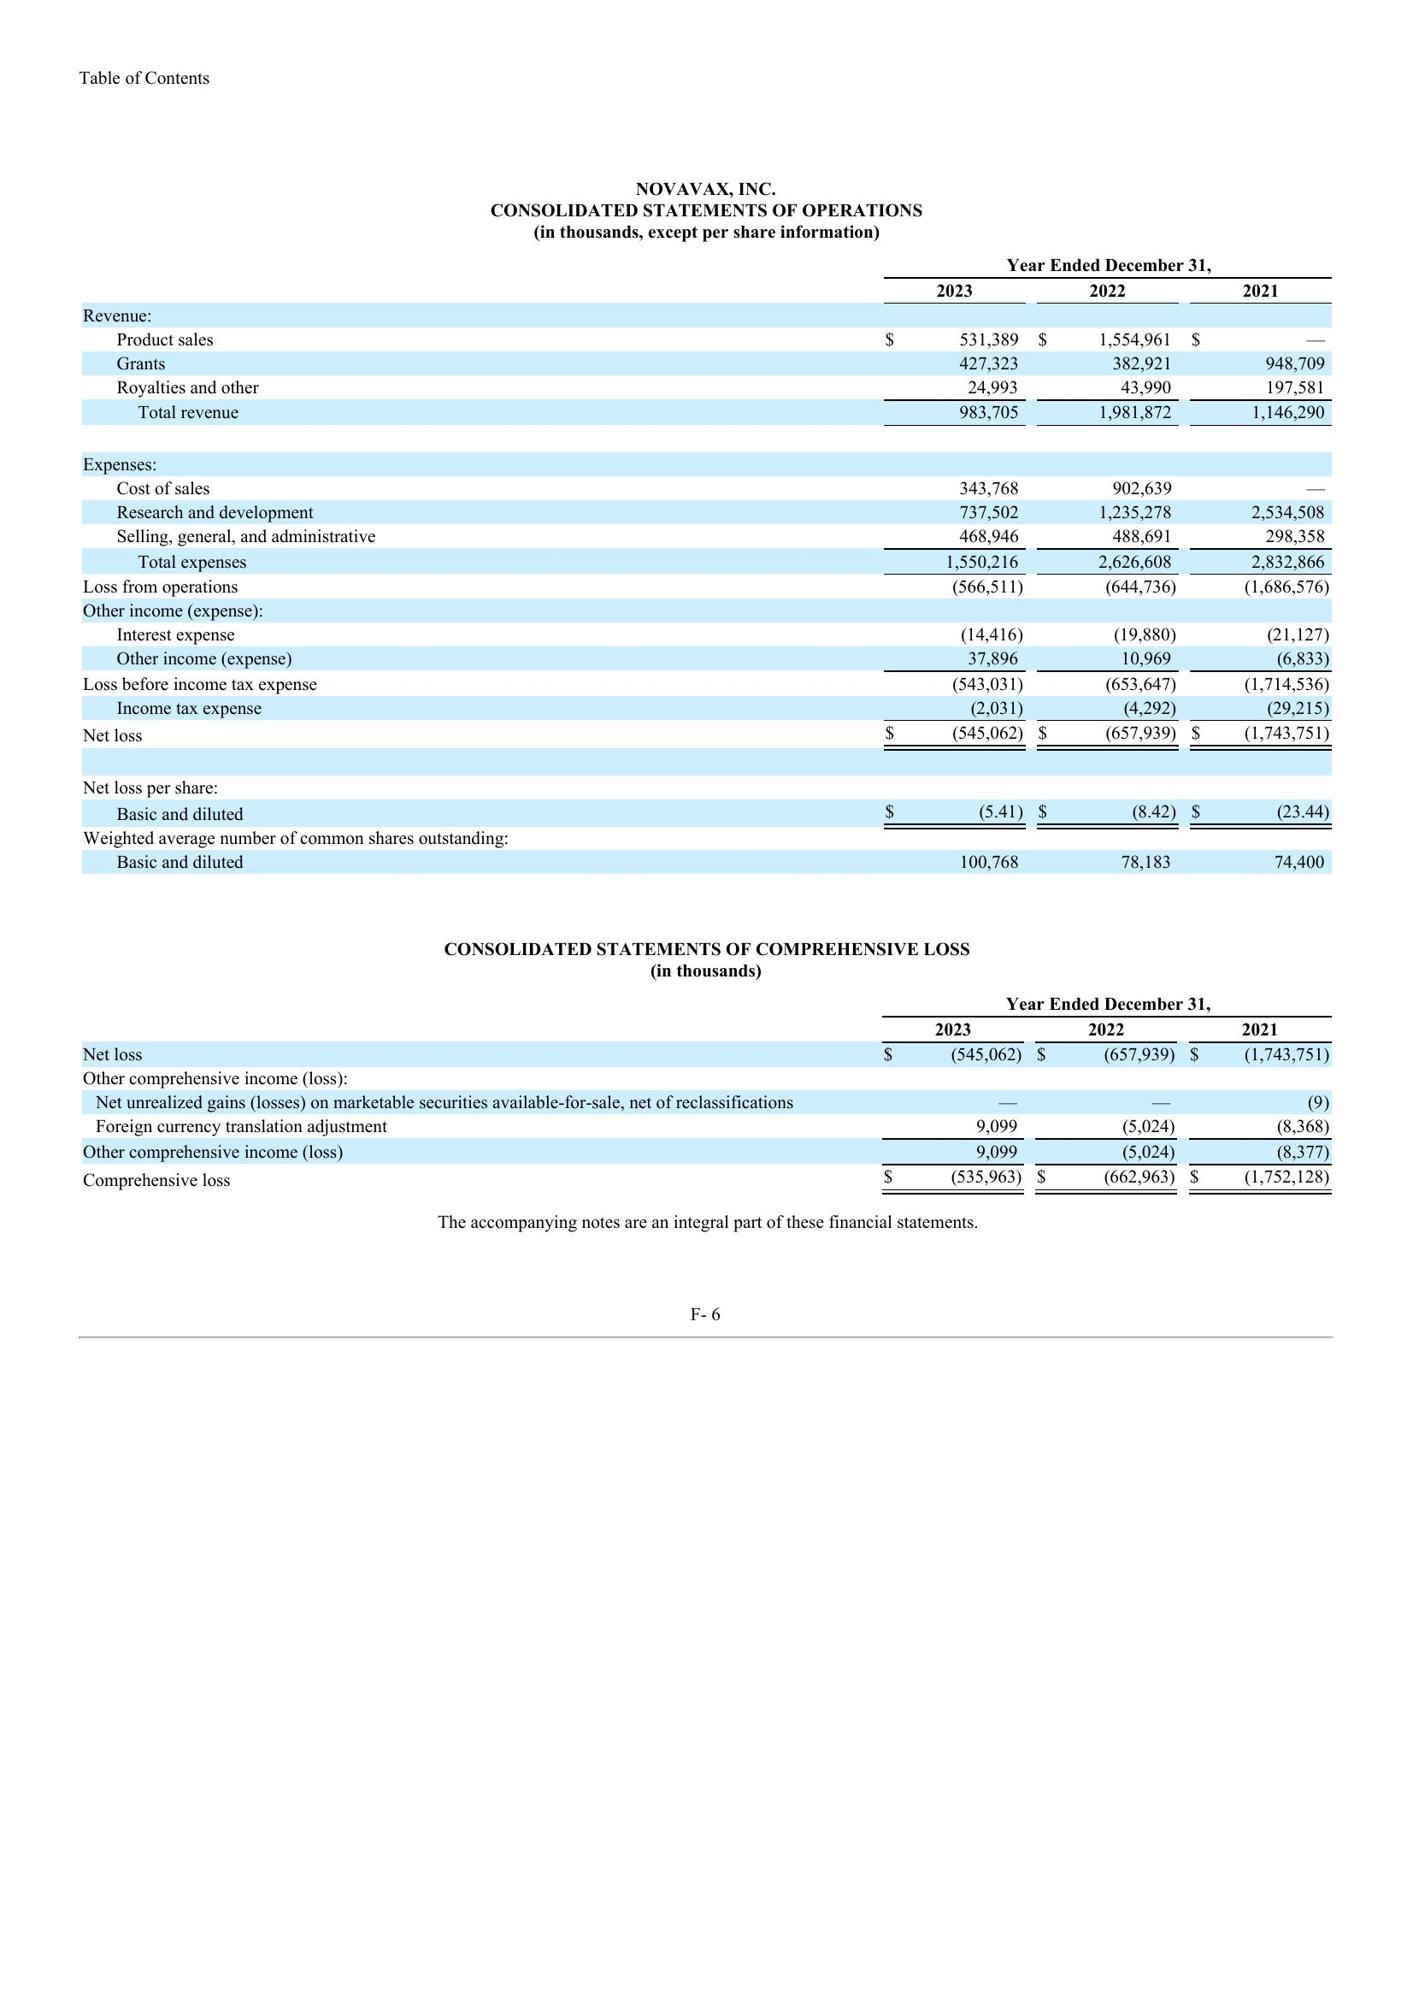 Table of Contents
NOVAVAX, INC.
CONSOLIDATED STATEMENTS OF OPERATIONS
(in thousands, except per share information)
Year Ended December 31,
2023 2022 2021
Revenue:
Product sales $ 531,389 $ 1,554,961 $ —
Grants 427,323 382,921 948,709
Royalties and other 24,993 43,990 197,581
Total revenue 983,705 1,981,872 1,146,290
Expenses:
Cost of sales 343,768 902,639 —
Research and development 737,502 1,235,278 2,534,508
Selling, general, and administrative 468,946 488,691 298,358
Total expenses 1,550,216 2,626,608 2,832,866
Loss from operations (566,511) (644,736) (1,686,576)
Other income (expense):
Interest expense (14,416) (19,880) (21,127)
Other income (expense) 37,896 10,969 (6,833)
Loss before income tax expense (543,031) (653,647) (1,714,536)
Income tax expense (2,031) (4,292) (29,215)
Net loss $ (545,062) $ (657,939) $ (1,743,751)
Net loss per share:
Basic and diluted $ (5.41) $ (8.42) $ (23.44)
Weighted average number of common shares outstanding:
Basic and diluted 100,768 78,183 74,400
CONSOLIDATED STATEMENTS OF COMPREHENSIVE LOSS
(in thousands)
Year Ended December 31,
2023 2022 2021
Net loss $ (545,062) $ (657,939) $ (1,743,751)
Other comprehensive income (loss):
Net unrealized gains (losses) on marketable securities available-for-sale, net of reclassifications — — (9)
Foreign currency translation adjustment 9,099 (5,024) (8,368)
Other comprehensive income (loss) 9,099 (5,024) (8,377)
Comprehensive loss $ (535,963) $ (662,963) $ (1,752,128)
The accompanying notes are an integral part of these financial statements.
F- 6